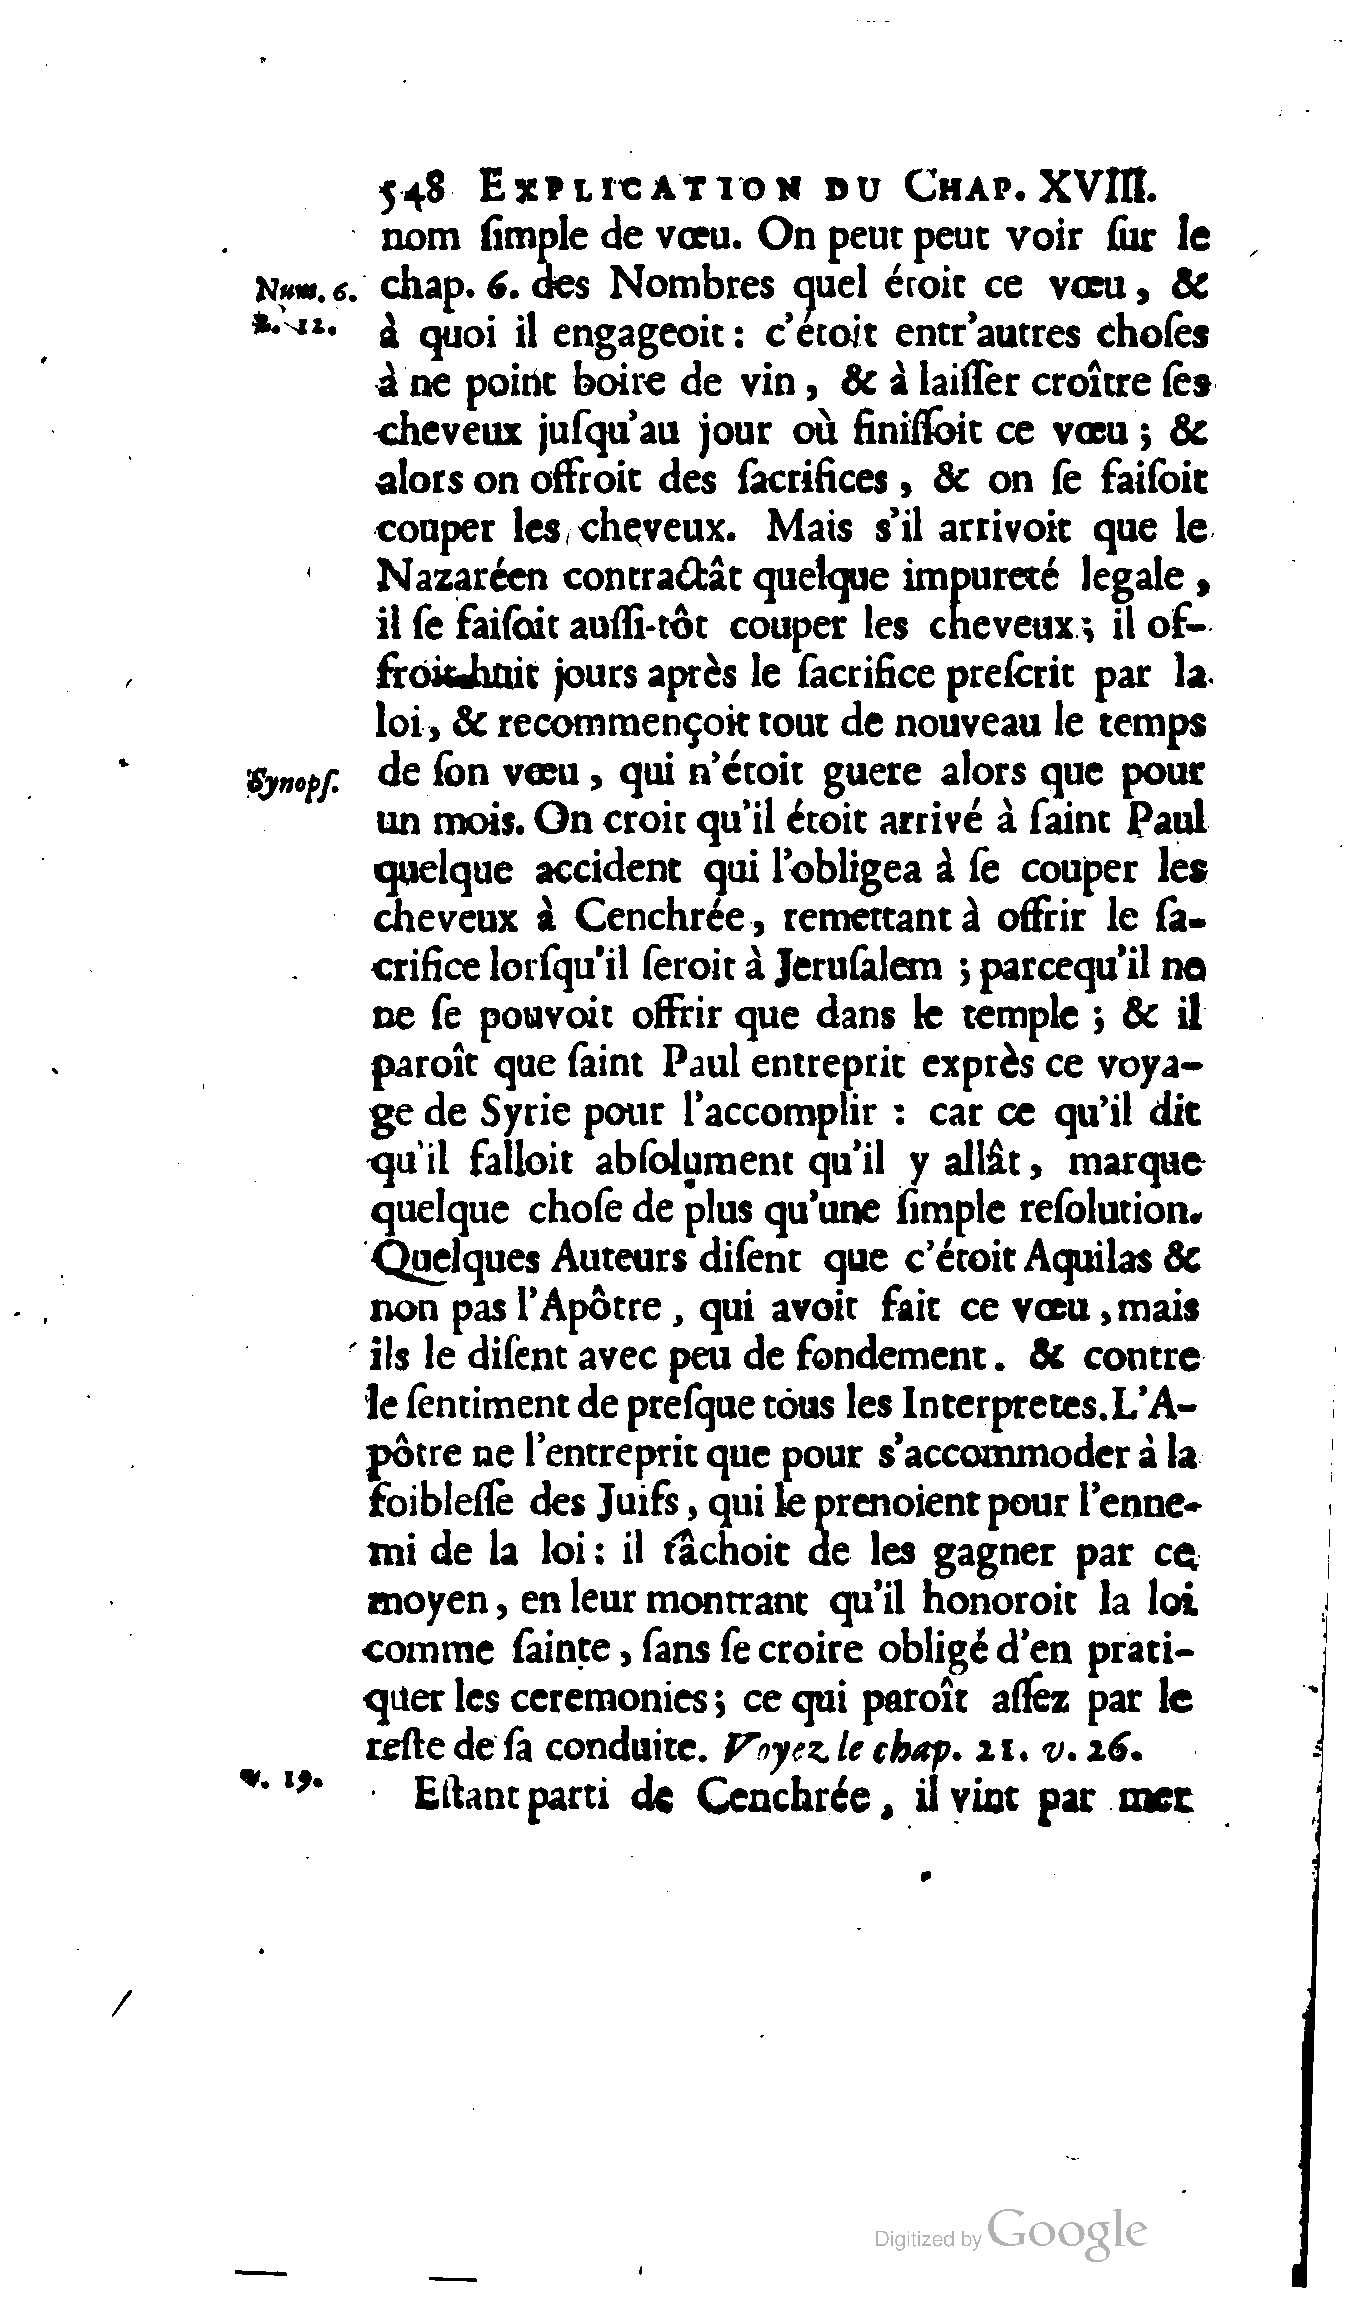 548 EXPLICATION DU CHAP. XVIII.
nom ſimple de vœu. On peut peut voir ſur le
Num. 6. chap. 6. des Nombres quel étoit ce vœu, &
2. 12. à quoi il engageoit : c'étoit entr'autres choſes
à ne point boire de vin, & à laiſſer croître ſes
cheveux juſqu'au jour où finiſſoit ce vœu ; &
alors on offroit des ſacrifices, & on ſe faiſoit
couper les cheveux. Mais s'il arrivoit que le
Nazaréen contractât quelque impureté legale,
il ſe faiſoit auſſi-tôt couper les cheveux ; il of-
froit huit jours après le ſacrifice preſcrit par la
loi, & recommençoit tout de nouveau le temps
Synopſ. de ſon vœu, qui n'étoit guere alors que pour
un mois. On croit qu'il étoit arrivé à ſaint Paul
quelque accident qui l'obligea à ſe couper les
cheveux à Cenchrée, remettant à offrir le ſa-
crifice lorſqu'il ſeroit à Jeruſalem ; parcequ'il ne
ne ſe pouvoit offrir que dans le temple ; & il
paroît que ſaint Paul entreprit exprès ce voya-
ge de Syrie pour l'accomplir : car ce qu'il dit
qu'il falloit abſolument qu'il y allât, marque
quelque choſe de plus qu'une ſimple reſolution.
Quelques Auteurs diſent que c'étoit Aquilas &
non pas l'Apôtre, qui avoit fait ce vœu, mais
ils le diſent avec peu de fondement. & contre
le ſentiment de preſque tous les Interpretes. L'A-
pôtre ne l'entreprit que pour s'accommoder à la
foibleſſe des Juifs, qui le prenoient pour l'enne-
mi de la loi : il tâchoit de les gagner par ce
moyen, en leur montrant qu'il honoroit la loi
comme ſainte, ſans ſe croire obligé d'en prati-
quer les ceremonies ; ce qui paroît aſſez par le
reſte de ſa conduite. Voyez le chap. 21. v. 26.
v. 19. Eſtant parti de Cenchrée, il vint par mer
Digitized by Google